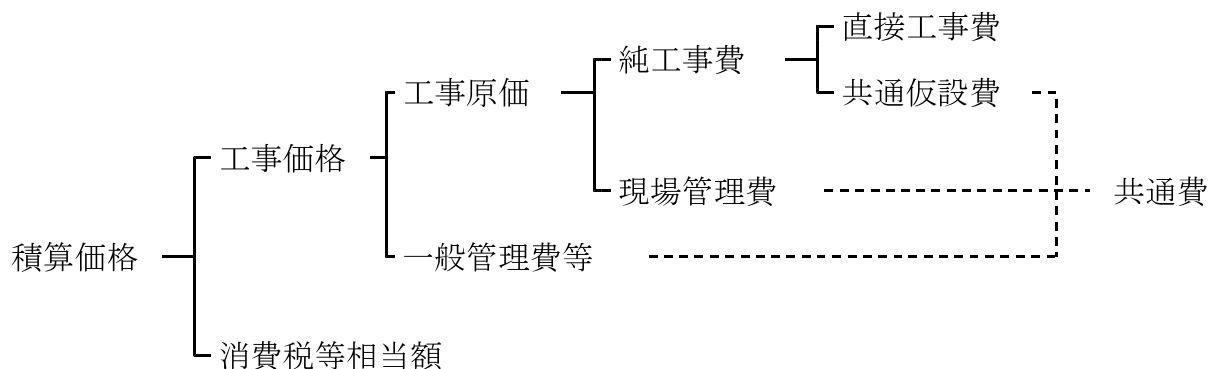 直接工事費
純工事費
工事原価
共通仮設費
工事価格
現場管理費
共通費
積算価格
一般管理費等
消費税等相当額